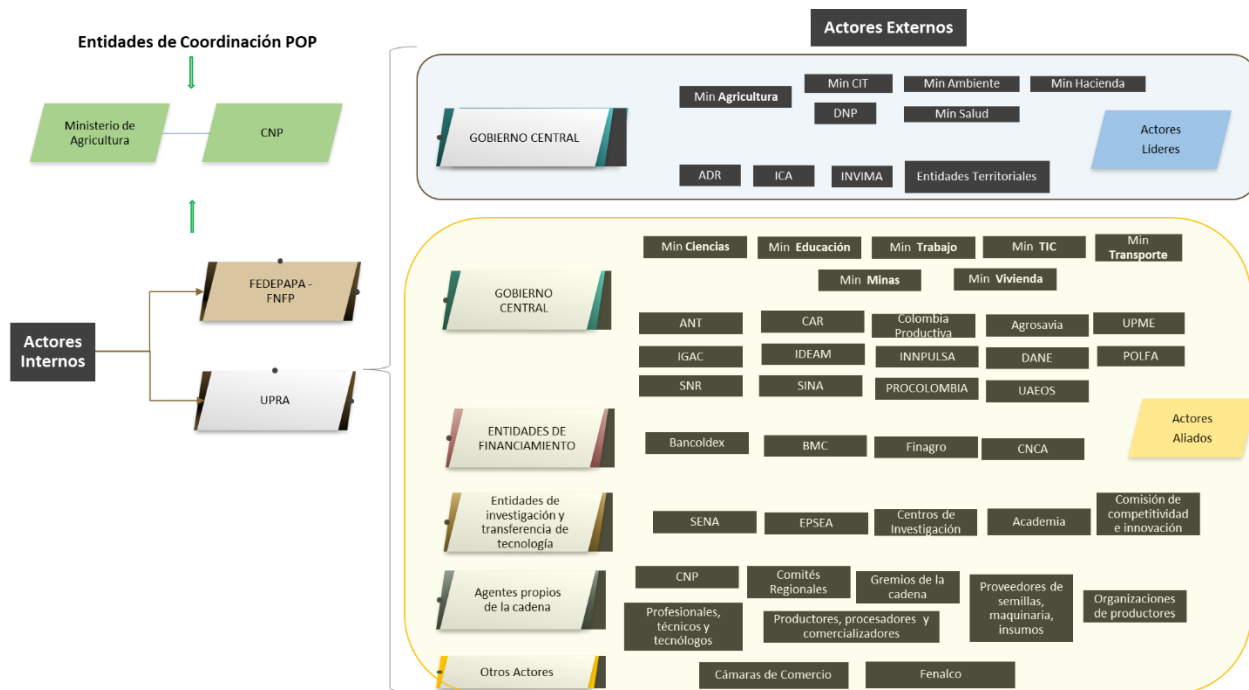 Entidades de Coordinación POP
Ministerio de
Agricultura
CNP
Actores
Internos
FEDEPAPA -
FNFP
UPRA
Actores Externos
GOBIERNO CENTRAL
Min Agricultura
Min CIT
Min Ambiente
Min Hacienda
DNP
Min Salud
ADR
ICA
INVIMA
Entidades Territoriales
Actores
Líderes
GOBIERNO
CENTRAL
Min Ciencias
Min Educación
Min Trabajo
Min TIC
Min
Transporte
Min Minas
Min Vivienda
ANT
CAR
Colombia
Productiva
Agrosavia
UPME
IGAC
IDEAM
INNPULSA
DANE
POLFA
SNR
SINA
PROCOLOMBIA
UAEOS
Actores
Aliados
ENTIDADES DE
FINANCIAMIENTO
Bancoldex
BMC
Finagro
CNCA
Entidades de
investigación y
transferencia de
tecnología
SENA
EPSEA
Centros de
Investigación
Academia
Comisión de
competitividad
e innovación
Agentes propios
de la cadena
CNP
Comités
Regionales
Gremios de la
cadena
Proveedores de
semillas,
maquinaria,
insumos
Organizaciones
de productores
Profesionales,
técnicos y
tecnólogos
Productores, procesadores y
comercializadores
Otros Actores
Cámaras de Comercio
Fenalco